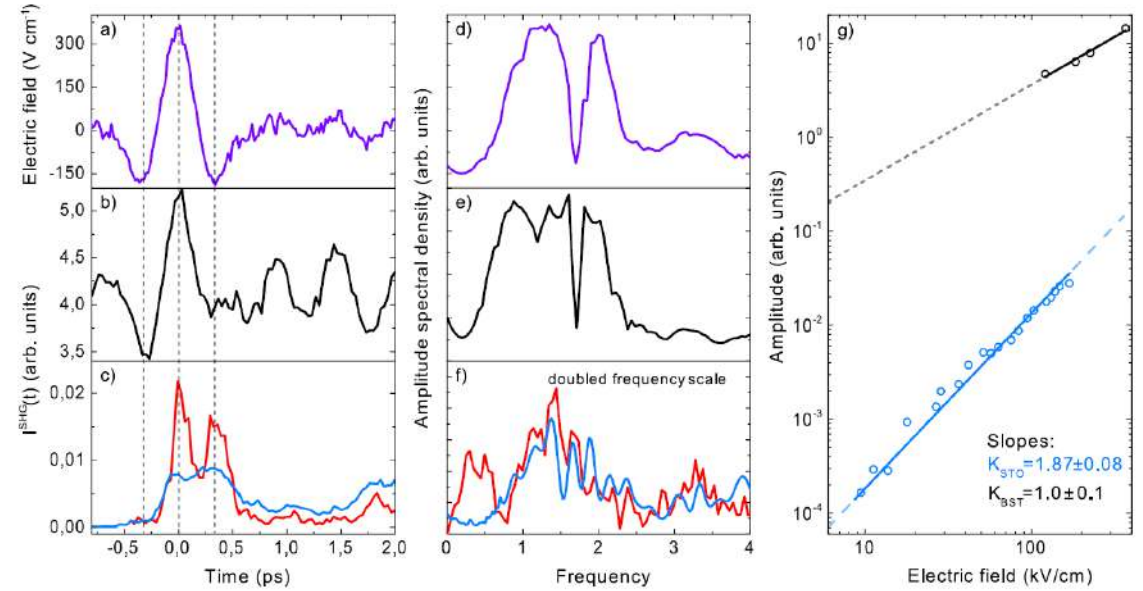 a)
300
150
0
-150
Electric field (V cm⁻¹)
b)
5,0
4,5
4,0
3,5
I^SHG(t) (arb. units)
c)
0,02
0,01
0,00
-0,5 0,0 0,5 1,0 1,5 2,0
Time (ps)
d)
e)
Amplitude spectral density (arb. units)
f)
doubled frequency scale
0 1 2 3 4
Frequency
g)
10¹
10⁰
10⁻¹
10⁻²
10⁻³
10⁻⁴
Amplitude (arb. units)
Slopes:
K_STO=1.87±0.08
K_BST=1.0±0.1
10 100
Electric field (kV/cm)